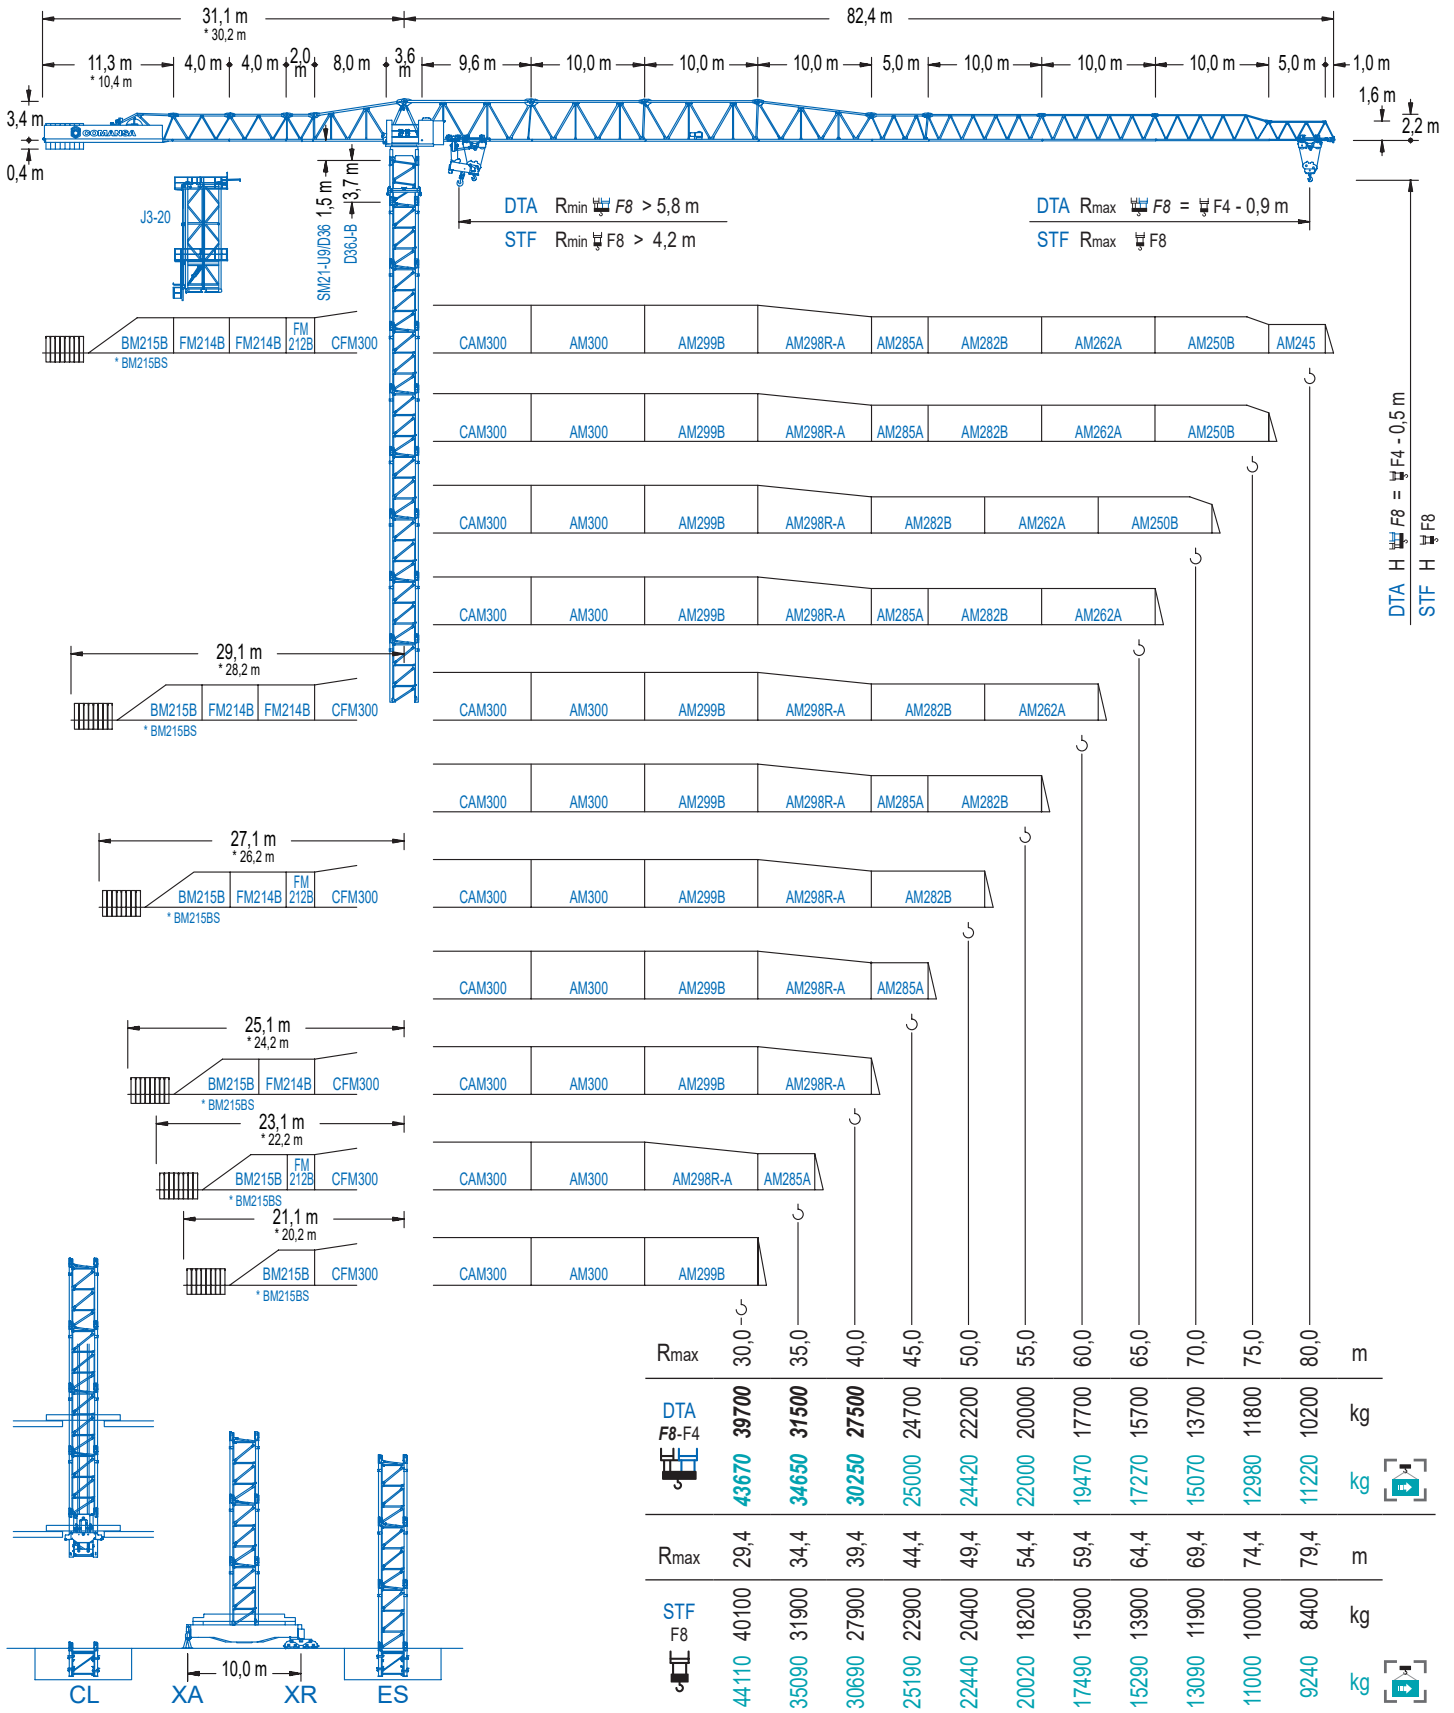 31,1 m
* 30,2 m
82,4 m
11,3 m
* 10,4 m
4,0 m
4,0 m
2,0 m
8,0 m
3,6 m
9,6 m
10,0 m
10,0 m
10,0 m
5,0 m
10,0 m
10,0 m
10,0 m
5,0 m
1,0 m
3,4 m
0,4 m
COMANSA
21
1,6 m
2,2 m
J3-20
SM21-U9/D36 1,5 m
D36J-B 3,7 m
DTA Rmin F8 > 5,8 m
STF Rmin F8 > 4,2 m
DTA Rmax F8 = F4 - 0,9 m
STF Rmax F8
DTA H F8 = F4 - 0,5 m
STF H F8
BM215B FM214B FM214B FM 212B CFM300 CAM300 AM300 AM299B AM298R-A AM285A AM282B AM262A AM250B AM245
* BM215BS
CAM300 AM300 AM299B AM298R-A AM285A AM282B AM262A AM250B
CAM300 AM300 AM299B AM298R-A AM282B AM262A AM250B
CAM300 AM300 AM299B AM298R-A AM285A AM282B AM262A
29,1 m
* 28,2 m
BM215B FM214B FM214B CFM300 CAM300 AM300 AM299B AM298R-A AM282B AM262A
* BM215BS
CAM300 AM300 AM299B AM298R-A AM285A AM282B
27,1 m
* 26,2 m
BM215B FM214B FM 212B CFM300 CAM300 AM300 AM299B AM298R-A AM282B
* BM215BS
CAM300 AM300 AM299B AM298R-A AM285A
25,1 m
* 24,2 m
BM215B FM214B CFM300 CAM300 AM300 AM299B AM298R-A
* BM215BS
23,1 m
* 22,2 m
BM215B FM 212B CFM300 CAM300 AM300 AM298R-A AM285A
* BM215BS
21,1 m
* 20,2 m
BM215B CFM300 CAM300 AM300 AM299B
* BM215BS
Rmax 30,0 35,0 40,0 45,0 50,0 55,0 60,0 65,0 70,0 75,0 80,0 m
DTA F8-F4 39700 31500 27500 24700 22200 20000 17700 15700 13700 11800 10200 kg
43670 34650 30250 25000 24420 22000 19470 17270 15070 12980 11220 kg
Rmax 29,4 34,4 39,4 44,4 49,4 54,4 59,4 64,4 69,4 74,4 79,4 m
STF F8 40100 31900 27900 22900 20400 18200 15900 13900 11900 10000 8400 kg
44110 35090 30690 25190 22440 20020 17490 15290 13090 11000 9240 kg
10,0 m
CL XA XR ES